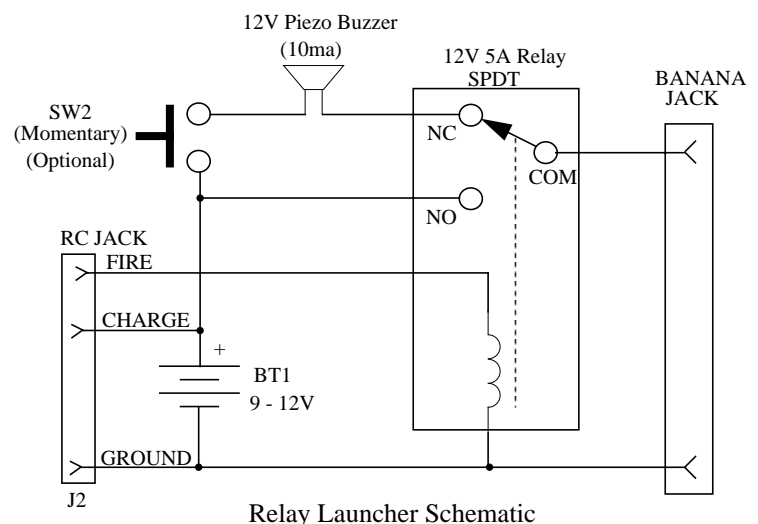 12V Piezo Buzzer
(10ma)
12V 5A Relay
SPDT
BANANA
JACK
SW2
(Momentary)
(Optional)
NC
COM
NO
RC JACK
FIRE
CHARGE
+
BT1
9 - 12V
GROUND
J2
Relay Launcher Schematic